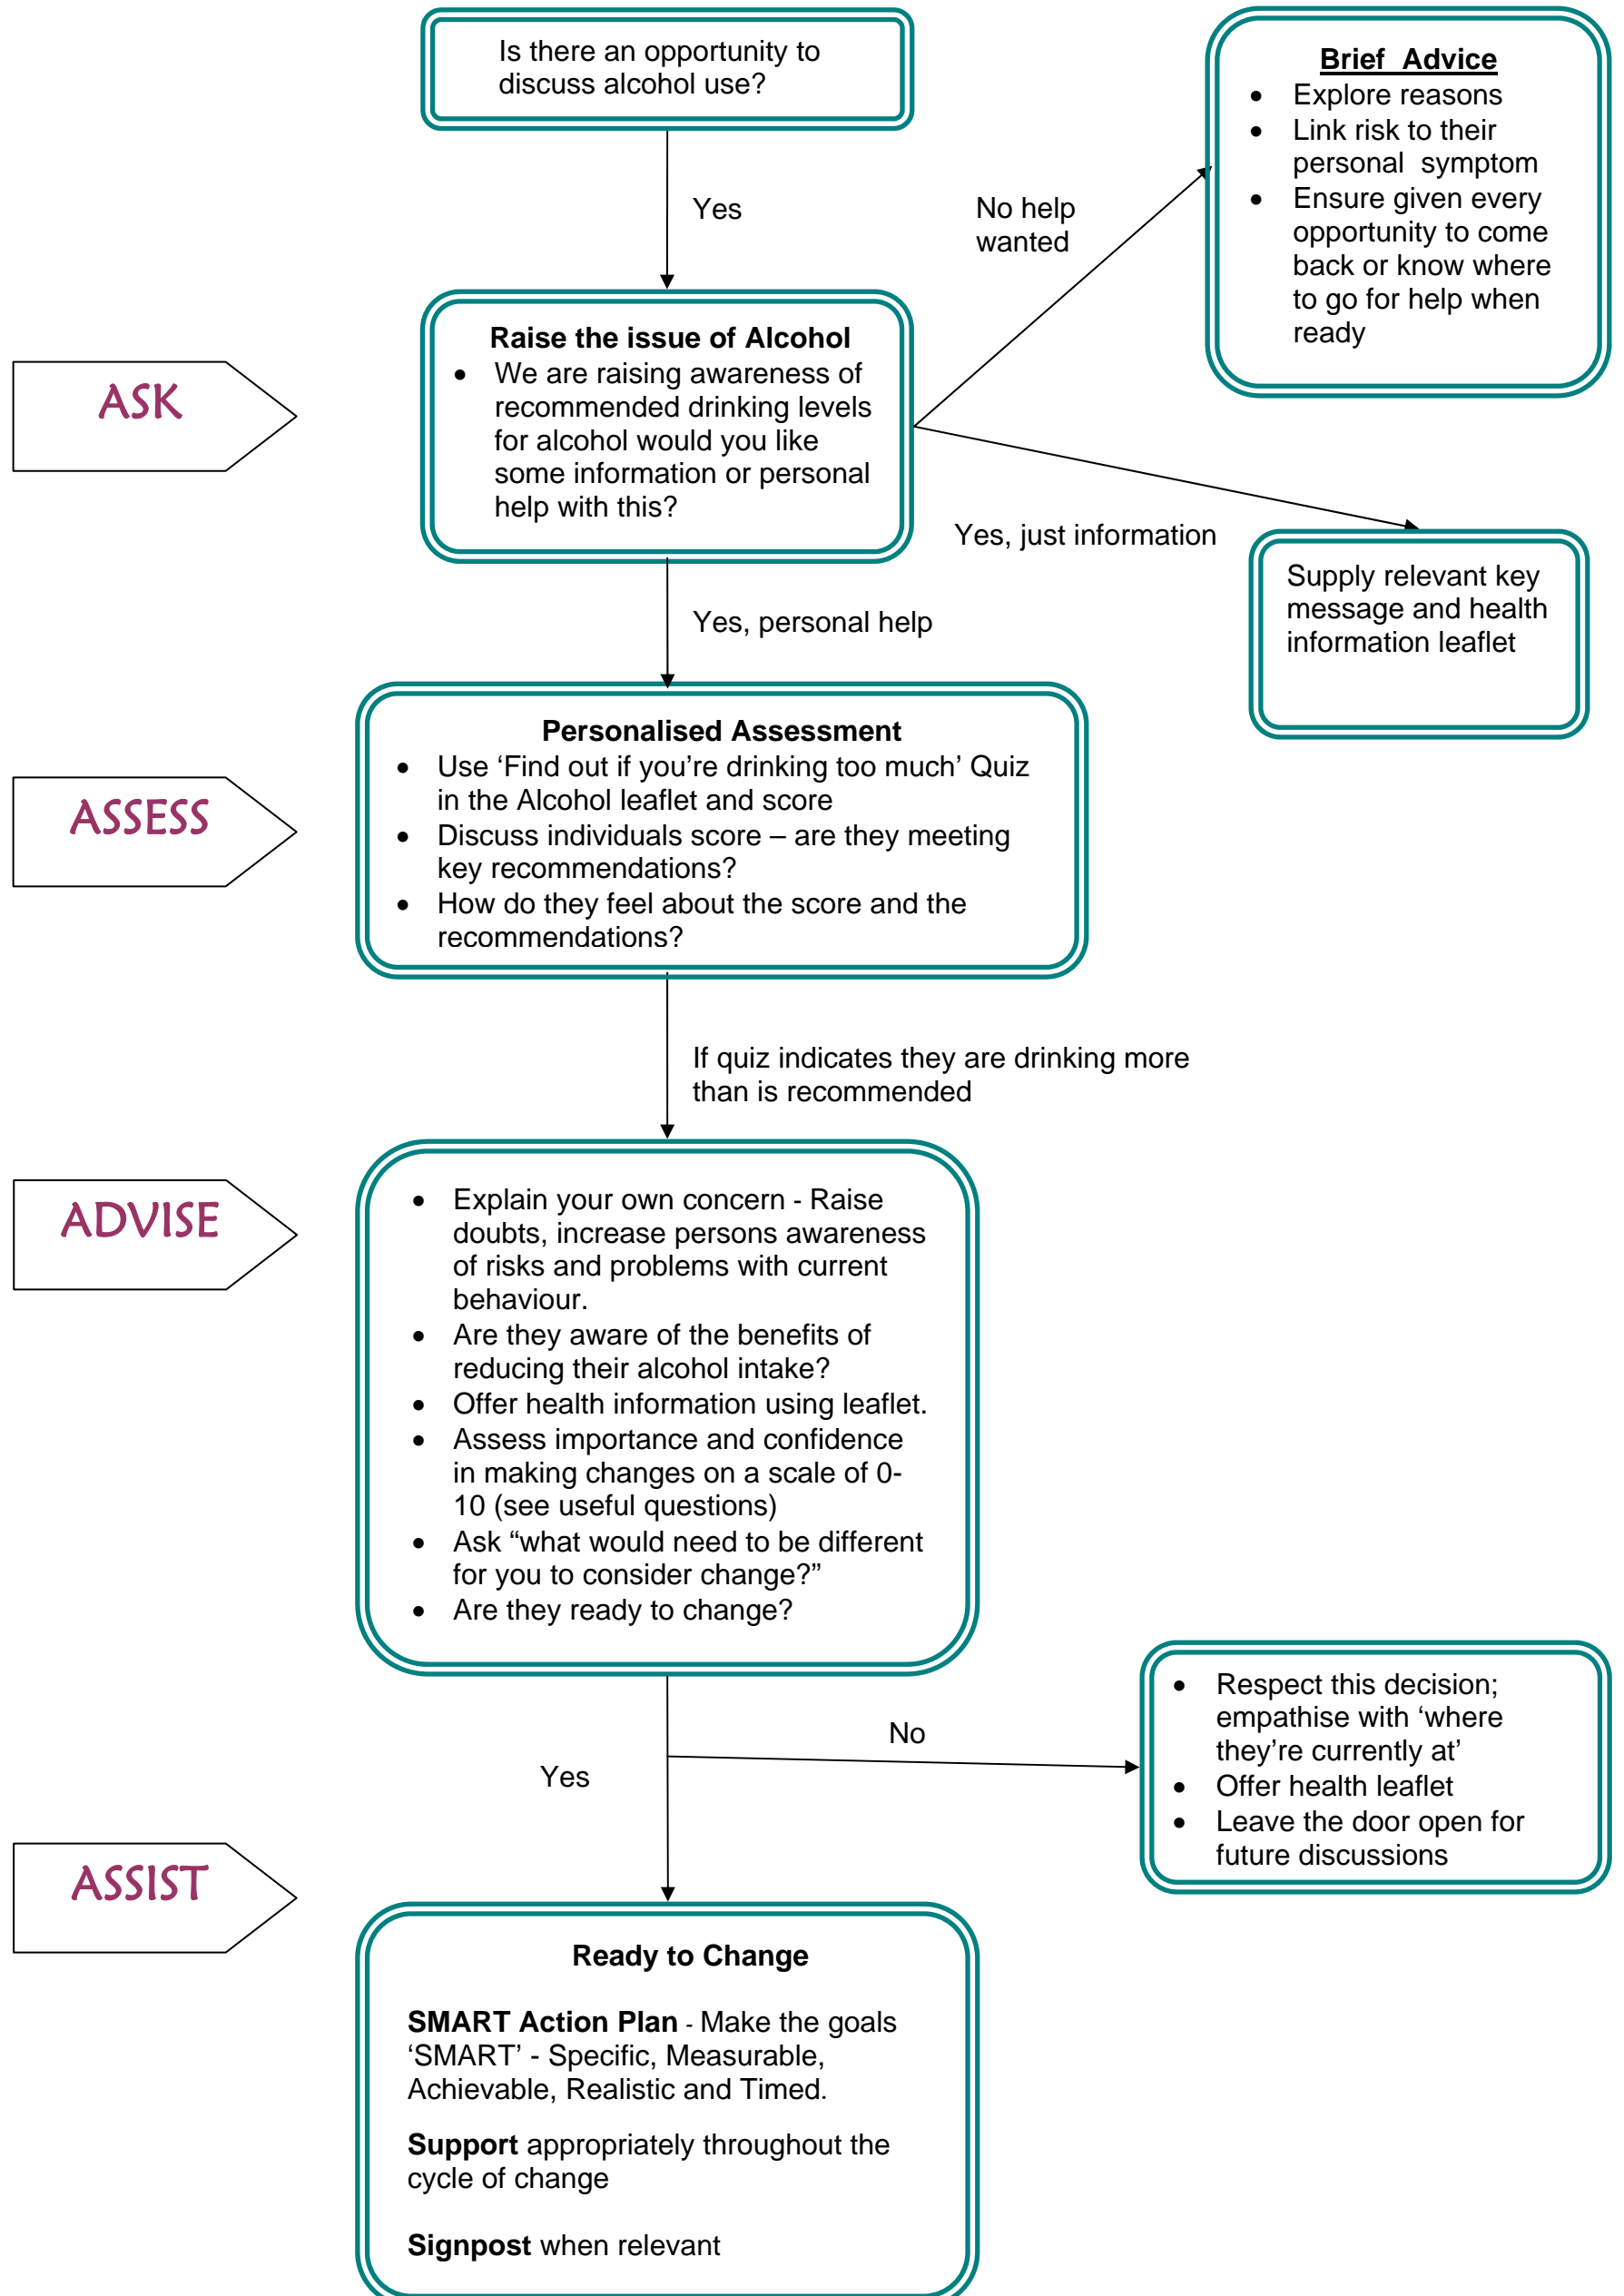 Is there an opportunity to
discuss alcohol use?
Brief  Advice
• Explore reasons
• Link risk to their
personal  symptom
• Ensure given every
opportunity to come
back or know where
to go for help when
ready
Yes
No help
wanted
ASK
Raise the issue of Alcohol
• We are raising awareness of
recommended drinking levels
for alcohol would you like
some information or personal
help with this?
Yes, just information
Supply relevant key
message and health
information leaflet
Yes, personal help
ASSESS
Personalised Assessment
• Use ‘Find out if you’re drinking too much’ Quiz
in the Alcohol leaflet and score
• Discuss individuals score – are they meeting
key recommendations?
• How do they feel about the score and the
recommendations?
If quiz indicates they are drinking more
than is recommended
ADVISE
• Explain your own concern - Raise
doubts, increase persons awareness
of risks and problems with current
behaviour.
• Are they aware of the benefits of
reducing their alcohol intake?
• Offer health information using leaflet.
• Assess importance and confidence
in making changes on a scale of 0-
10 (see useful questions)
• Ask “what would need to be different
for you to consider change?”
• Are they ready to change?
No
Yes
• Respect this decision;
empathise with ‘where
they’re currently at’
• Offer health leaflet
• Leave the door open for
future discussions
ASSIST
Ready to Change
SMART Action Plan - Make the goals
‘SMART’ - Specific, Measurable,
Achievable, Realistic and Timed.
Support appropriately throughout the
cycle of change
Signpost when relevant